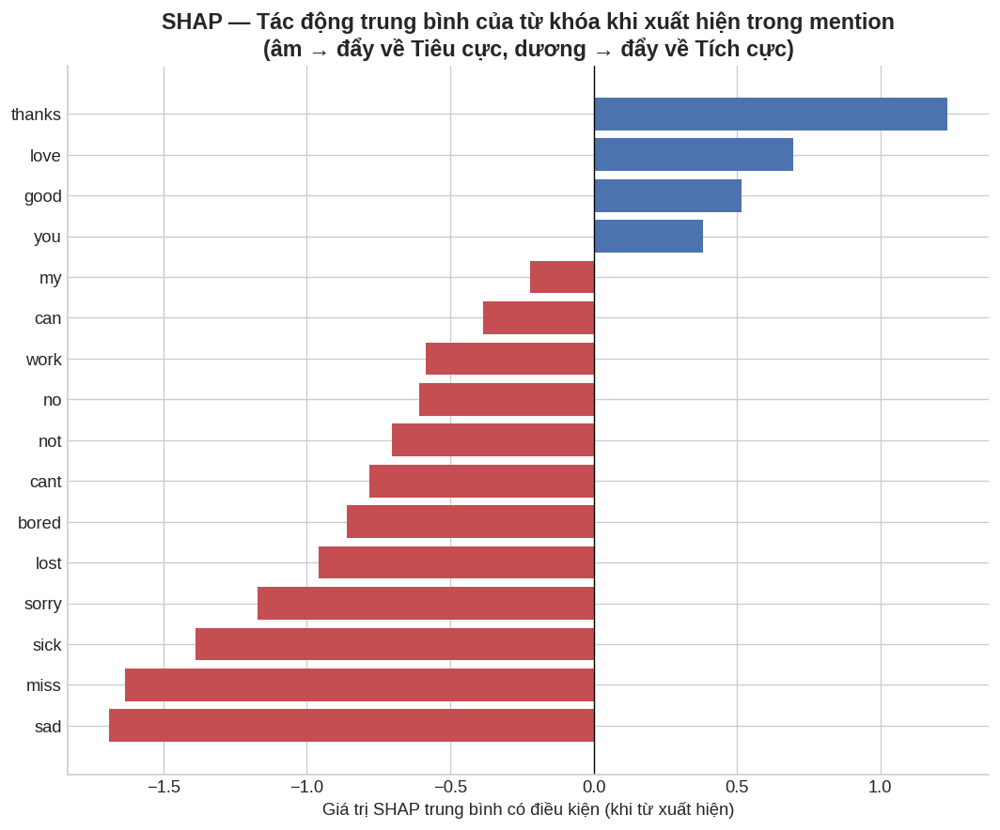 SHAP — Tác động trung bình của từ khóa khi xuất hiện trong mention
(âm → đẩy về Tiêu cực, dương → đẩy về Tích cực)
thanks
love
good
you
my
can
work
no
not
cant
bored
lost
sorry
sick
miss
sad
−1.5 −1.0 −0.5 0.0 0.5 1.0
Giá trị SHAP trung bình có điều kiện (khi từ xuất hiện)